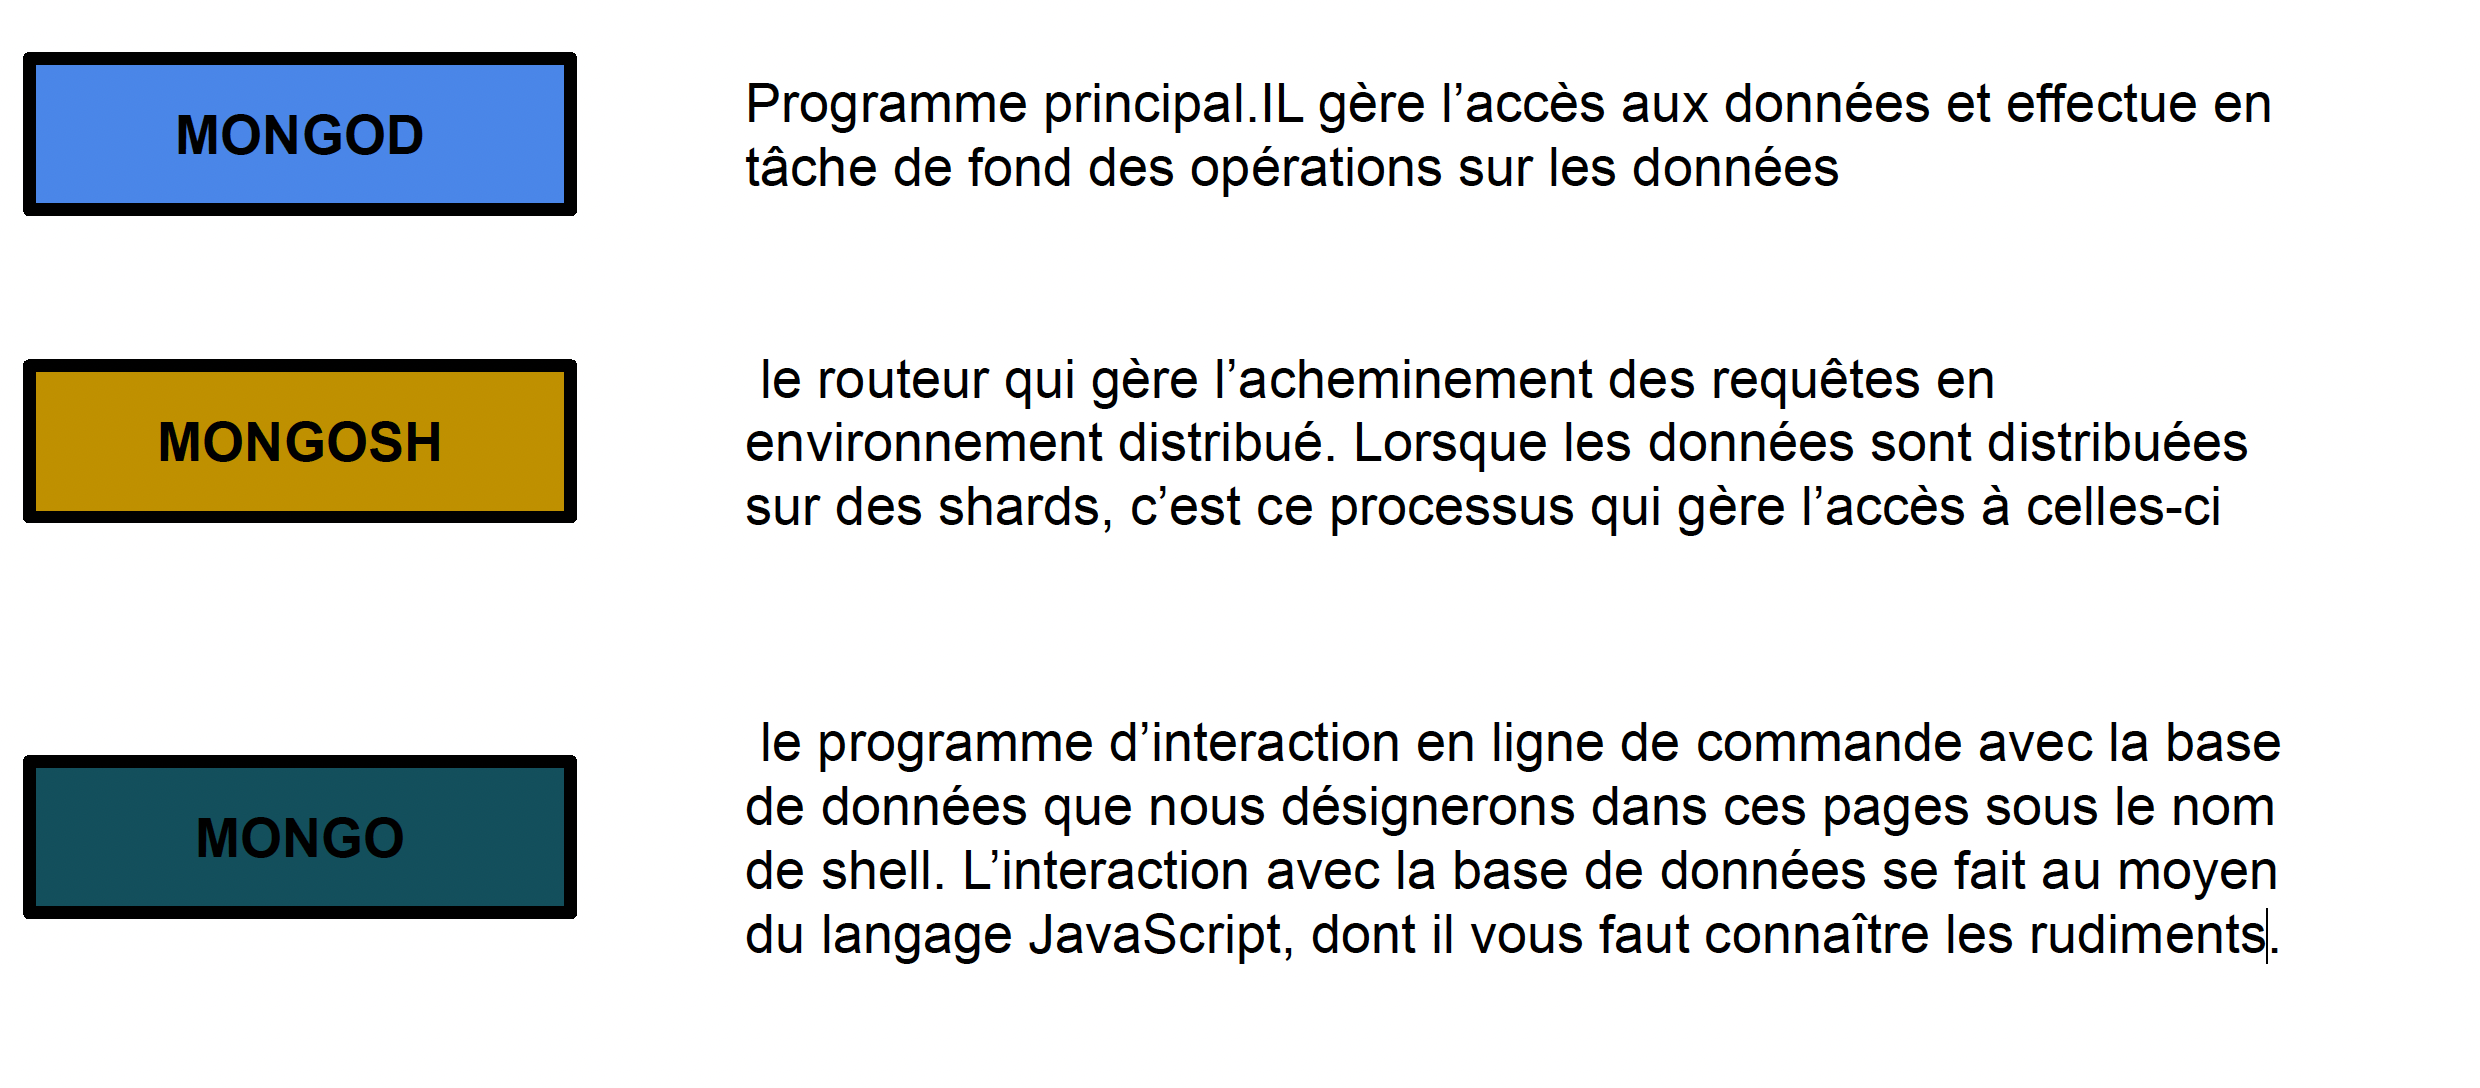 MONGOD
Programme principal.IL gère l’accès aux données et effectue en
tâche de fond des opérations sur les données
MONGOSH
le routeur qui gère l’acheminement des requêtes en
environnement distribué. Lorsque les données sont distribuées
sur des shards, c’est ce processus qui gère l’accès à celles-ci
MONGO
le programme d’interaction en ligne de commande avec la base
de données que nous désignerons dans ces pages sous le nom
de shell. L’interaction avec la base de données se fait au moyen
du langage JavaScript, dont il vous faut connaître les rudiments.